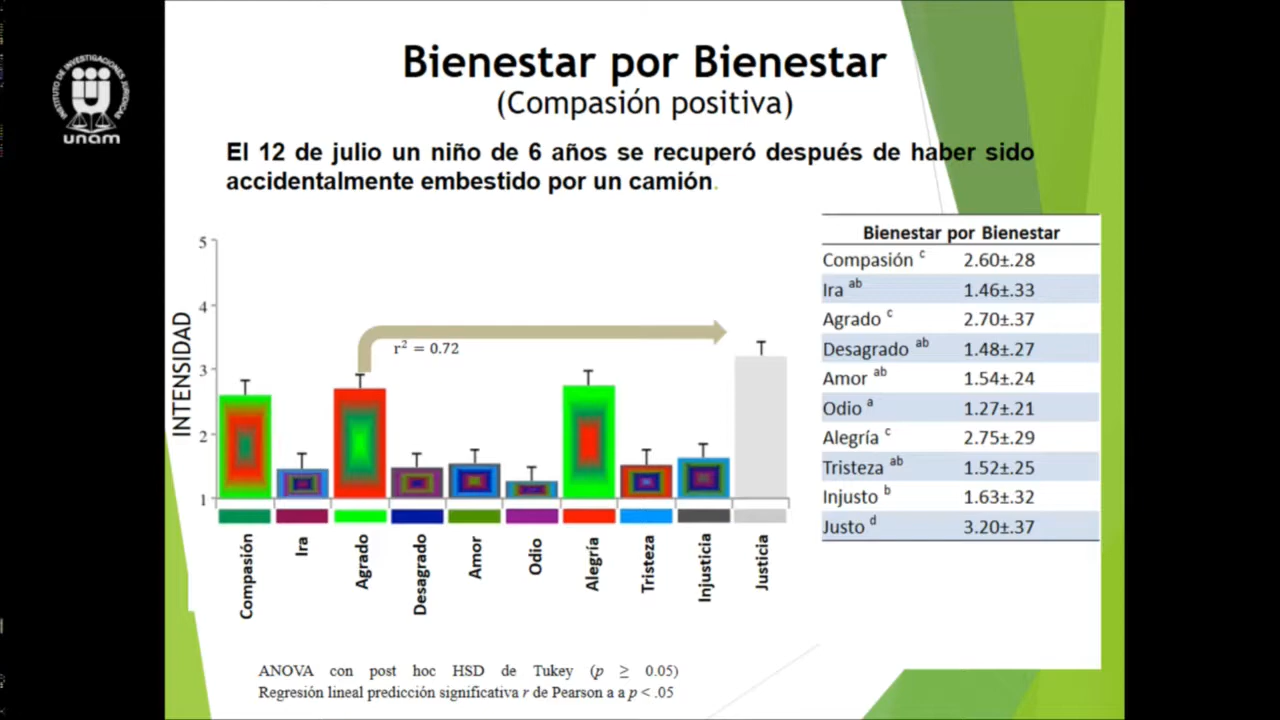 INSTITUTO DE INVESTIGACIONES JURIDICAS
unam
Bienestar por Bienestar
(Compasión positiva)
El 12 de julio un niño de 6 años se recuperó después de haber sido
accidentalmente embestido por un camión.
INTENSIDAD
5
4
3
2
1
r² = 0.72
Compasión
Ira
Agrado
Desagrado
Amor
Odio
Alegría
Tristeza
Injusticia
Justicia
Bienestar por Bienestar
Compasión c 2.60±.28
Ira ab 1.46±.33
Agrado c 2.70±.37
Desagrado ab 1.48±.27
Amor ab 1.54±.24
Odio a 1.27±.21
Alegría c 2.75±.29
Tristeza ab 1.52±.25
Injusto b 1.63±.32
Justo d 3.20±.37
ANOVA con post hoc HSD de Tukey (p ≥ 0.05)
Regresión lineal predicción significativa r de Pearson a a p < .05